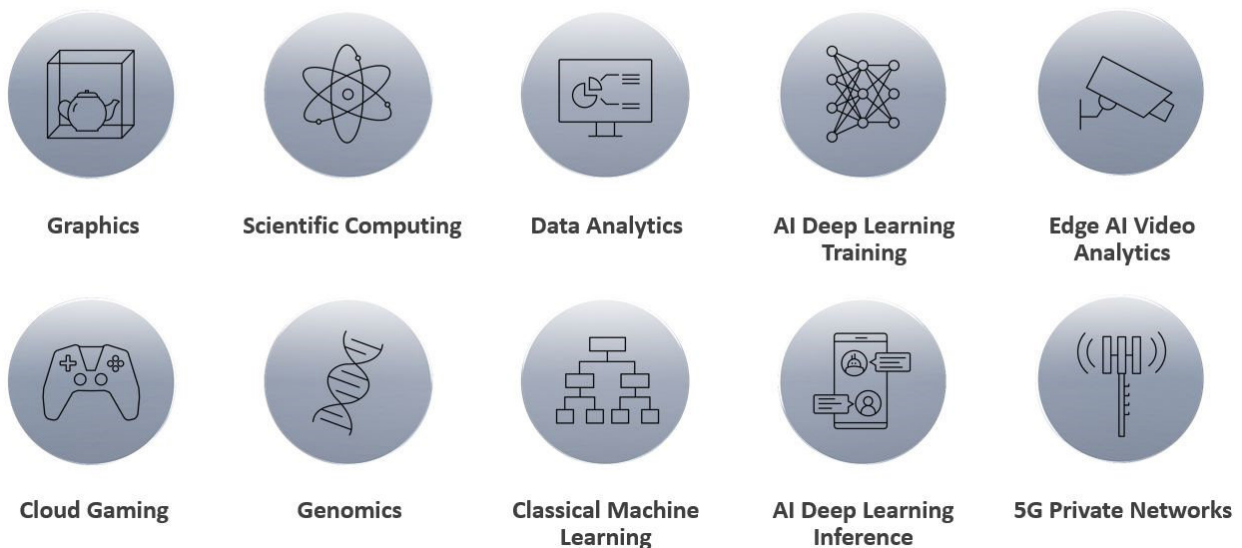 Graphics
Scientific Computing
Data Analytics
AI Deep Learning
Training
Edge AI Video
Analytics
Cloud Gaming
Genomics
Classical Machine
Learning
AI Deep Learning
Inference
5G Private Networks